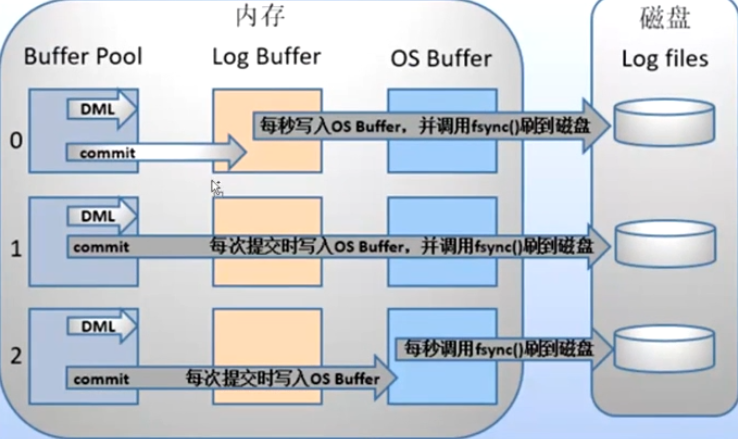 内存
磁盘
Buffer Pool
Log Buffer
OS Buffer
Log files
0
DML
每秒写入OS Buffer，并调用fsync()刷到磁盘
commit
1
DML
commit
每次提交时写入OS Buffer，并调用fsync()刷到磁盘
2
DML
每秒调用fsync()刷到磁盘
commit
每次提交时写入OS Buffer